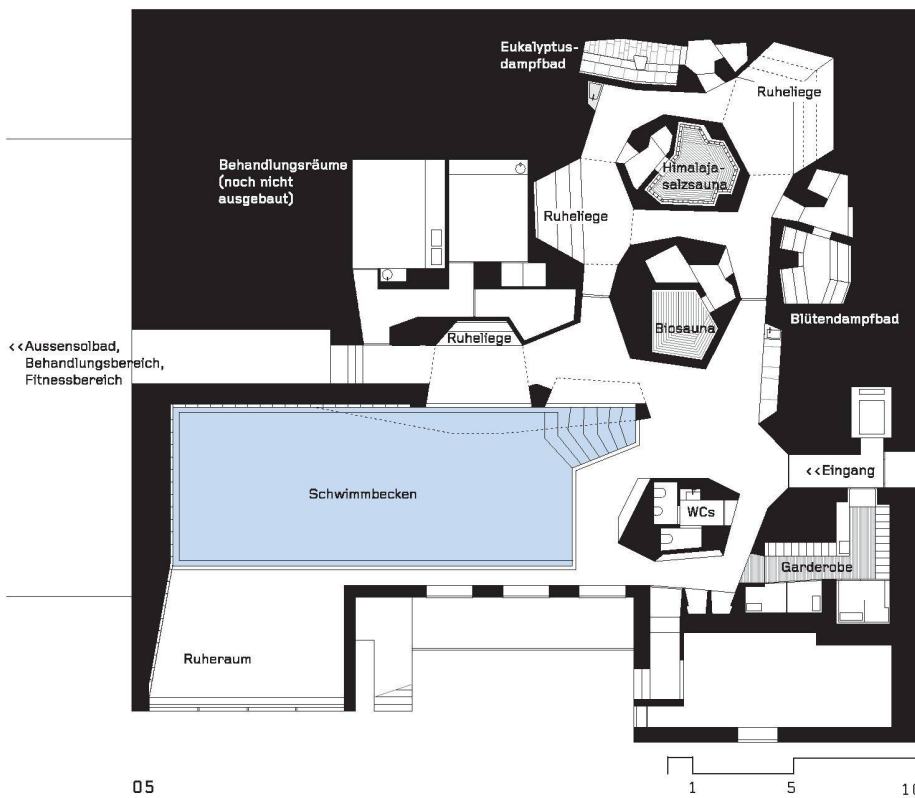 Eukalyptus-
dampfbad
Ruheliege
Behandlungsräume
(noch nicht
ausgebaut)
Himalaja-
salzsauna
Ruheliege
Blütendampfbad
Biosauna
Ruheliege
<<Aussensolbad,
Behandlungsbereich,
Fitnessbereich
<<Eingang
Schwimmbecken
WCs
Garderobe
Ruheraum
05
1 5 10